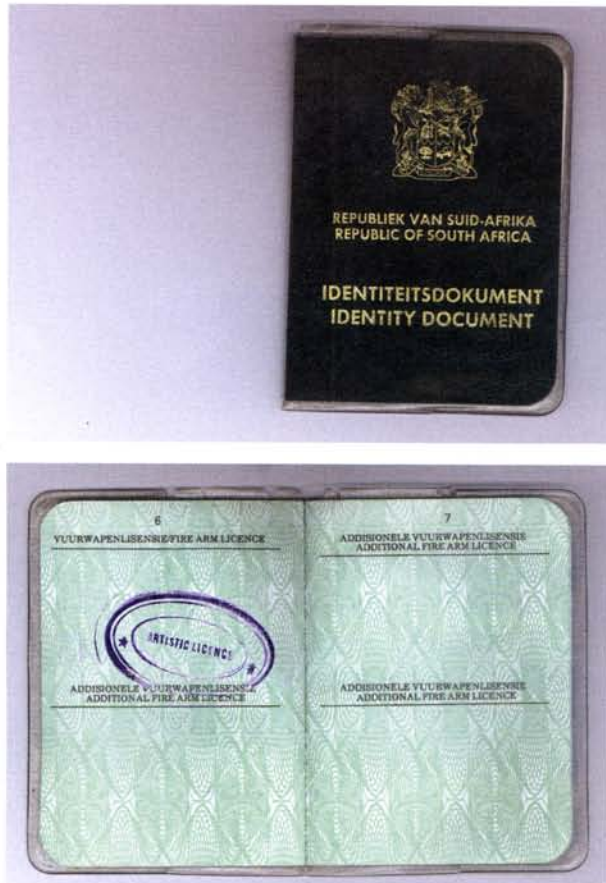 REPUBLIEK VAN SUID-AFRIKA
REPUBLIC OF SOUTH AFRICA
IDENTITEITSDOKUMENT
IDENTITY DOCUMENT
6
VUURWAPENLISENSIE/FIRE ARM LICENCE
ARTISTIC LICENCE
ADDISIONELE VUURWAPENLISENSIE
ADDITIONAL FIRE ARM LICENCE
7
ADDISIONELE VUURWAPENLISENSIE
ADDITIONAL FIRE ARM LICENCE
ADDISIONELE VUURWAPENLISENSIE
ADDITIONAL FIRE ARM LICENCE